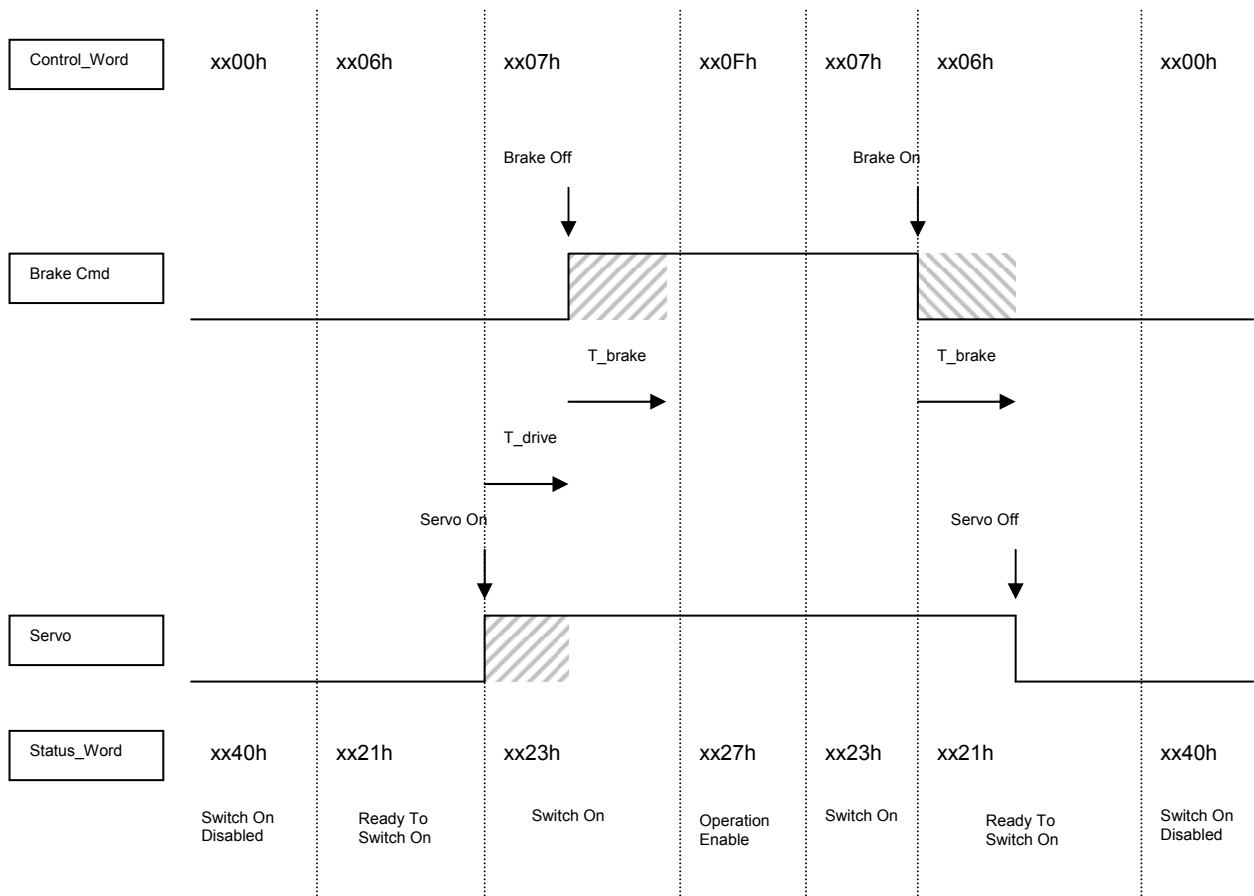 Control_Word
xx00h
xx06h
xx07h
xx0Fh
xx07h
xx06h
xx00h
Brake Off
Brake On
Brake Cmd
T_brake
T_brake
T_drive
Servo On
Servo Off
Servo
Status_Word
xx40h
xx21h
xx23h
xx27h
xx23h
xx21h
xx40h
Switch On
Disabled
Ready To
Switch On
Switch On
Operation
Enable
Switch On
Ready To
Switch On
Switch On
Disabled